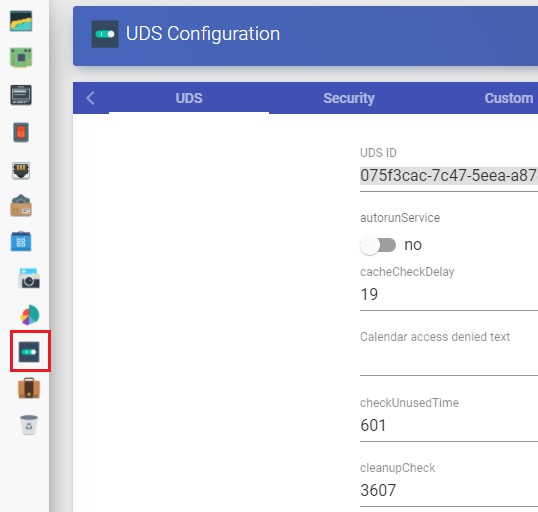 UDS Configuration
UDS Security Custom
UDS ID
075f3cac-7c47-5eea-a87
autorunService
no
cacheCheckDelay
19
Calendar access denied text
checkUnusedTime
601
cleanupCheck
3607